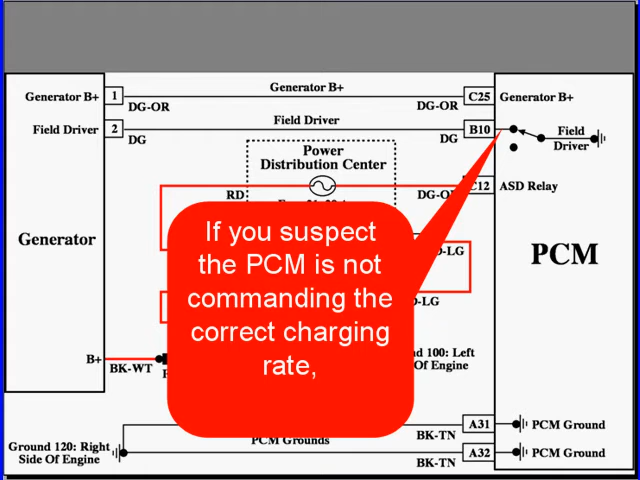 Generator B+
Generator B+
1
C25
Generator B+
DG-OR
DG-OR
Field Driver
Field Driver
2
B10
DG
DG
Field
Driver
Power
Distribution Center
RD
DG-OR
C12
ASD Relay
Generator
PCM
If you suspect
the PCM is not
commanding the
correct charging
rate,
D-LG
D-LG
B+
BK-WT
nd 100: Left
Of Engine
A31
PCM Ground
BK-TN
PCM Grounds
Ground 120: Right
Side Of Engine
A32
PCM Ground
BK-TN